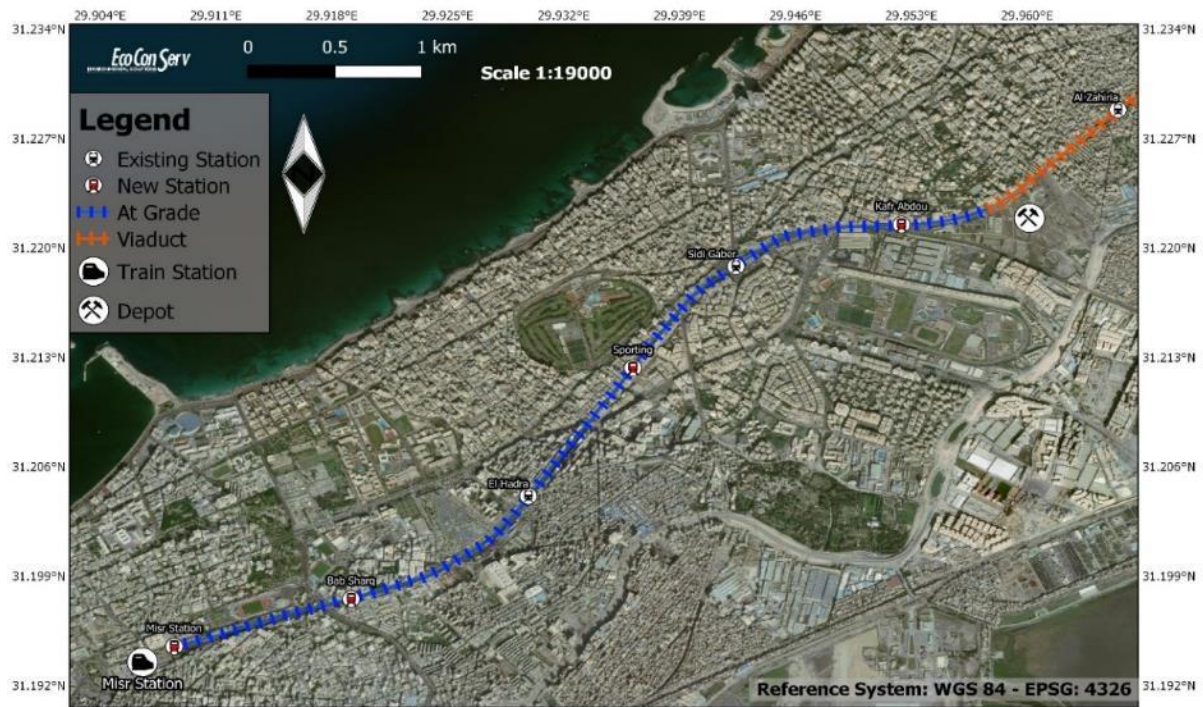 29.904°E 29.911°E 29.918°E 29.925°E 29.932°E 29.939°E 29.946°E 29.953°E 29.960°E
31.234°N 31.234°N
EcoConServ
0 0.5 1 km
Scale 1:19000
Legend
Existing Station
New Station
At Grade
Viaduct
Train Station
Depot
N
Al Zahiria
31.227°N 31.227°N
Kafr Abdou
31.220°N 31.220°N
Sidi Gaber
31.213°N 31.213°N
Sporting
31.206°N 31.206°N
El Hadra
31.199°N 31.199°N
Bab Sharq
Misr Station
Misr Station
31.192°N 31.192°N
Reference System: WGS 84 - EPSG: 4326